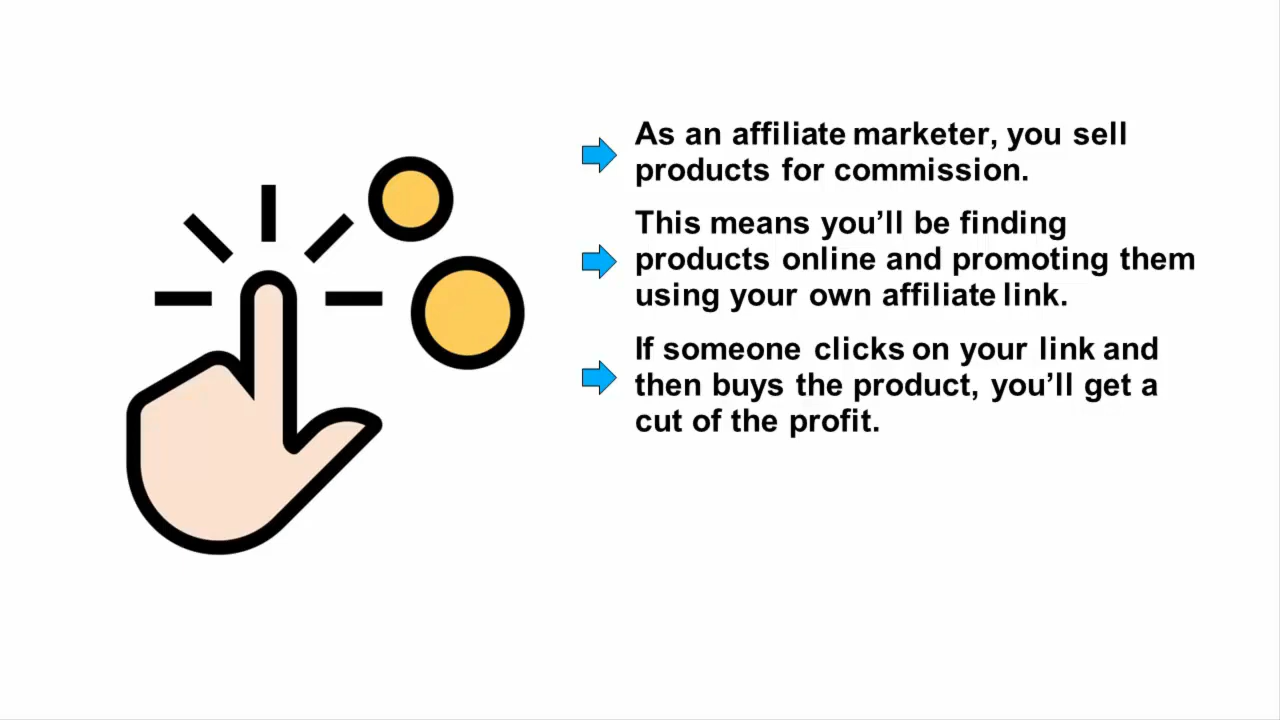 As an affiliate marketer, you sell
products for commission.
This means you’ll be finding
products online and promoting them
using your own affiliate link.
If someone clicks on your link and
then buys the product, you’ll get a
cut of the profit.